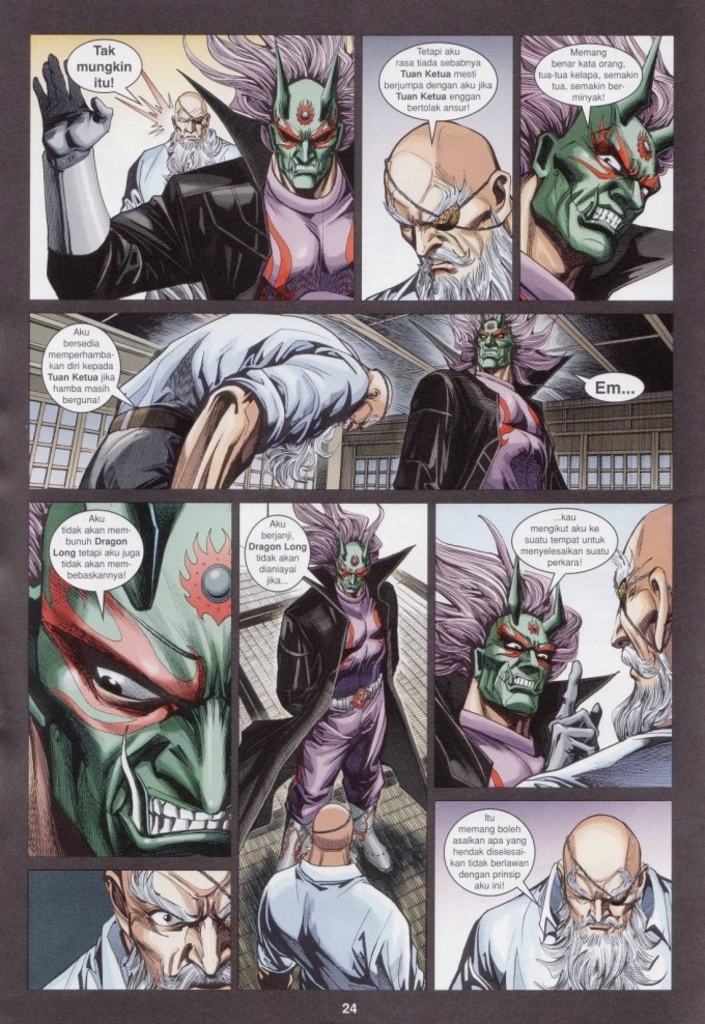 Tak
mungkin
itu!
Tetapi aku
rasa tiada sebabnya
Tuan Ketua mesti
berjumpa dengan aku jika
Tuan Ketua enggan
bertolak ansur!
Memang
benar kata orang,
tua-tua kelapa, semakin
tua, semakin ber-
minyak!
Aku
bersedia
memperhamba-
kan diri kepada
Tuan Ketua jika
hamba masih
berguna!
Em...
Aku
tidak akan mem-
bunuh Dragon
Long tetapi aku juga
tidak akan mem-
bebaskannya!
Aku
berjanji,
Dragon Long
tidak akan
dianiayai
jika...
...kau
mengikut aku ke
suatu tempat untuk
menyelesaikan suatu
perkara!
Itu
memang boleh
asalkan apa yang
hendak diselesai-
kan tidak berlawan
dengan prinsip
aku ini!
24